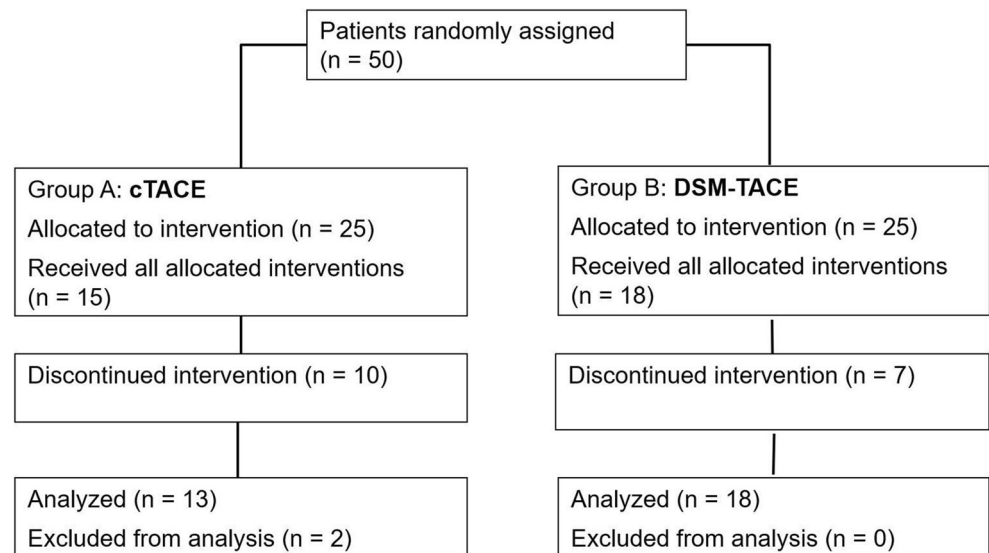 Patients randomly assigned
(n = 50)
Group A: cTACE
Allocated to intervention (n = 25)
Received all allocated interventions
(n = 15)
Group B: DSM-TACE
Allocated to intervention (n = 25)
Received all allocated interventions
(n = 18)
Discontinued intervention (n = 10)
Discontinued intervention (n = 7)
Analyzed (n = 13)
Excluded from analysis (n = 2)
Analyzed (n = 18)
Excluded from analysis (n = 0)